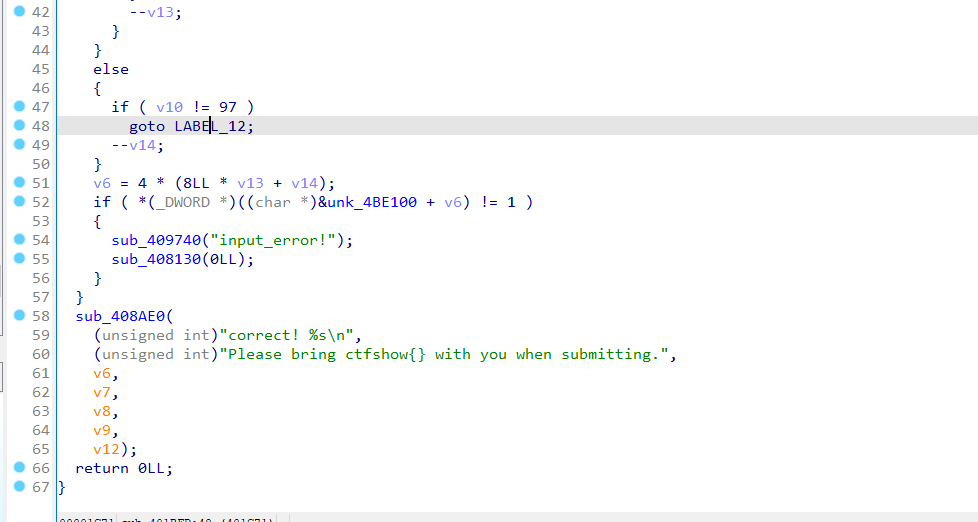 42 --v13;
43 }
44 }
45 else
46 {
47 if ( v10 != 97 )
48 goto LABEL_12;
49 --v14;
50 }
51 v6 = 4 * (8LL * v13 + v14);
52 if ( *(_DWORD *)((char *)&unk_4BE100 + v6) != 1 )
53 {
54 sub_409740("input_error!");
55 sub_408130(0LL);
56 }
57 }
58 sub_408AE0(
59 (unsigned int)"correct! %s\n",
60 (unsigned int)"Please bring ctfshow{} with you when submitting.",
61 v6,
62 v7,
63 v8,
64 v9,
65 v12);
66 return 0LL;
67 }